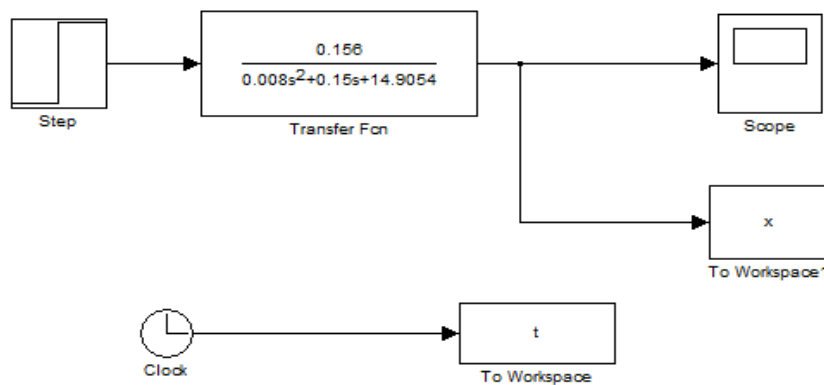 0.156
0.008s²+0.15s+14.9054
Step
Transfer Fcn
Scope
x
To Workspace1
t
Clock
To Workspace